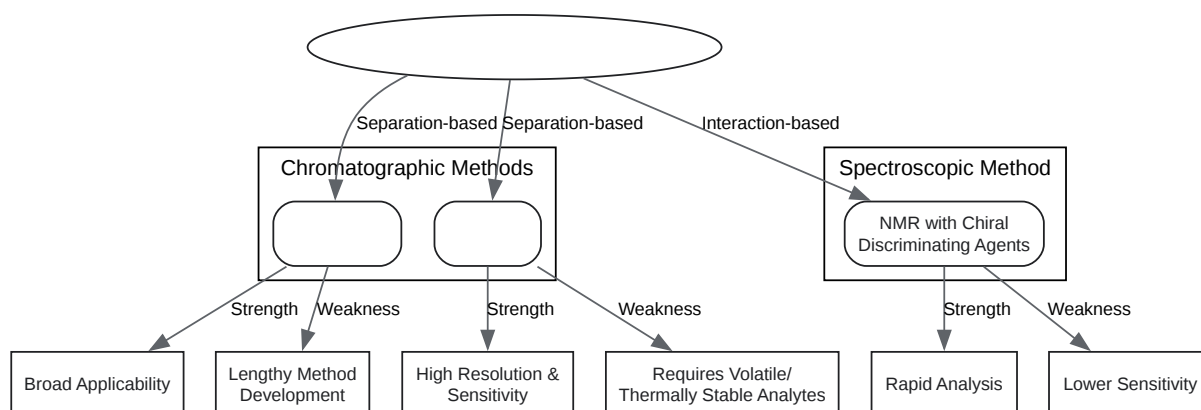 Separation-based
Separation-based
Interaction-based
Chromatographic Methods
Spectroscopic Method
NMR with Chiral
Discriminating Agents
Strength
Weakness
Strength
Weakness
Strength
Weakness
Broad Applicability
Lengthy Method
Development
High Resolution &
Sensitivity
Requires Volatile/
Thermally Stable Analytes
Rapid Analysis
Lower Sensitivity